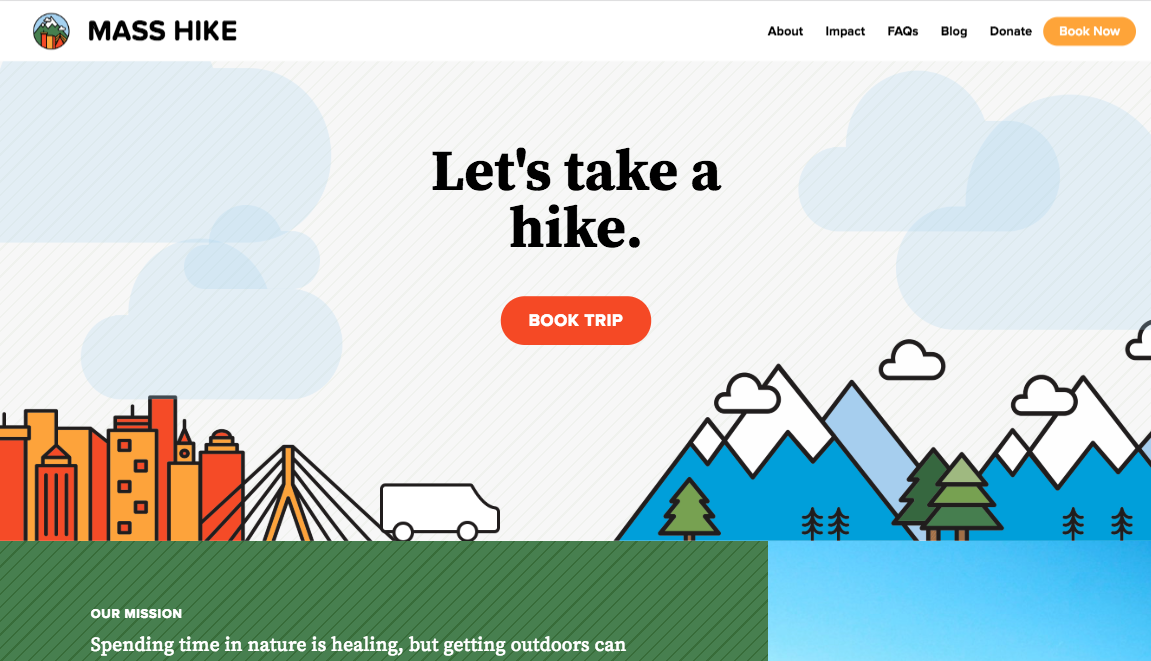 MASS HIKE
About Impact FAQs Blog Donate Book Now
Let's take a
hike.
BOOK TRIP
OUR MISSION
Spending time in nature is healing, but getting outdoors can